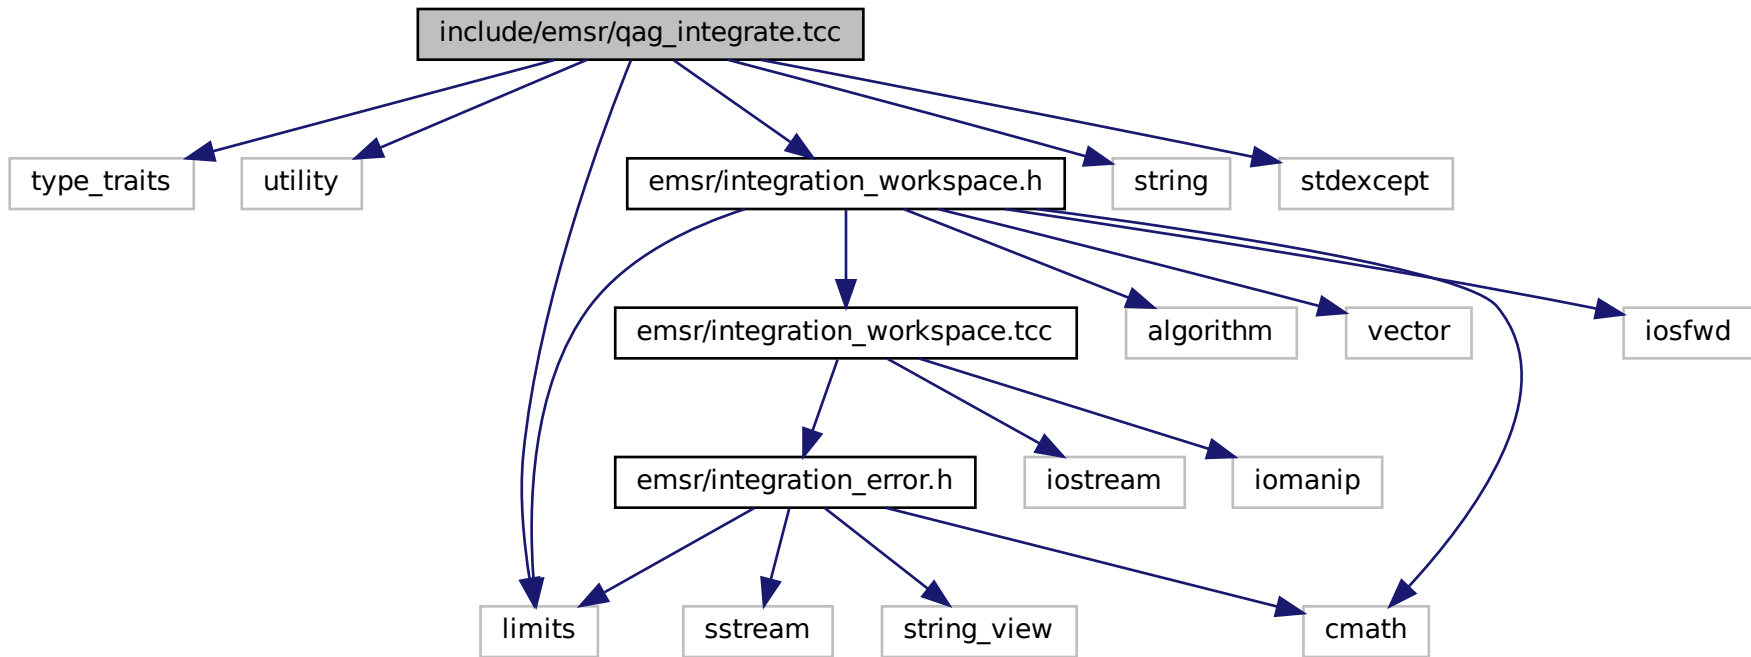 include/emsr/qag_integrate.tcc
type_traits
utility
emsr/integration_workspace.h
string
stdexcept
emsr/integration_workspace.tcc
algorithm
vector
iosfwd
emsr/integration_error.h
iostream
iomanip
limits
sstream
string_view
cmath